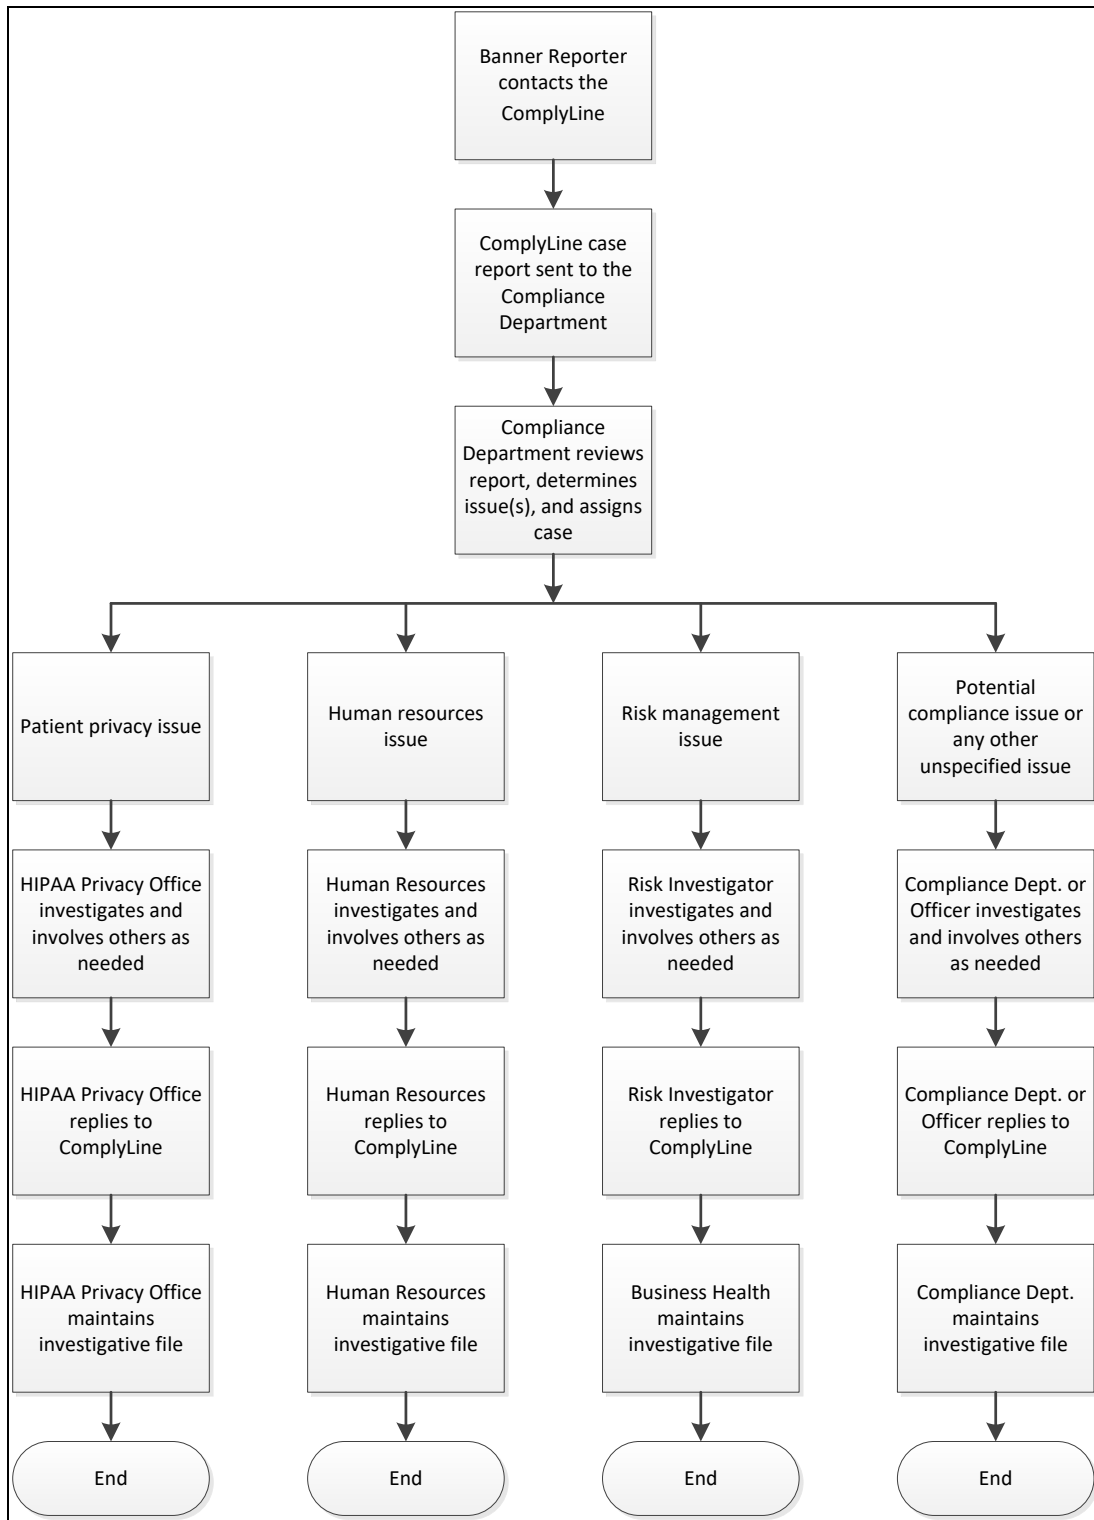 Banner Reporter
contacts the
ComplyLine
ComplyLine case
report sent to the
Compliance
Department
Compliance
Department reviews
report, determines
issue(s), and assigns
case
Patient privacy issue
Human resources
issue
Risk management
issue
Potential
compliance issue or
any other
unspecified issue
HIPAA Privacy Office
investigates and
involves others as
needed
Human Resources
investigates and
involves others as
needed
Risk Investigator
investigates and
involves others as
needed
Compliance Dept. or
Officer investigates
and involves others
as needed
HIPAA Privacy Office
replies to
ComplyLine
Human Resources
replies to
ComplyLine
Risk Investigator
replies to
ComplyLine
Compliance Dept. or
Officer replies to
ComplyLine
HIPAA Privacy Office
maintains
investigative file
Human Resources
maintains
investigative file
Business Health
maintains
investigative file
Compliance Dept.
maintains
investigative file
End
End
End
End